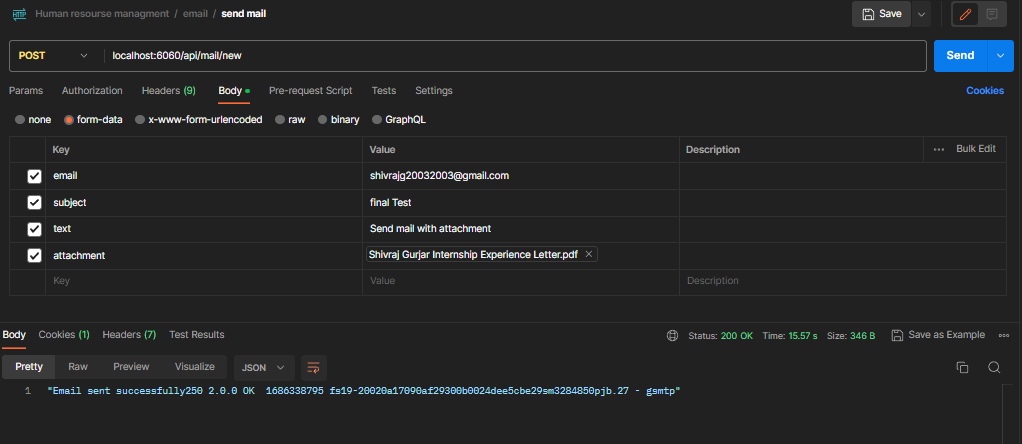 HTTP Human resourse managment / email / send mail Save
POST localhost:6060/api/mail/new Send
Params Authorization Headers (9) Body Pre-request Script Tests Settings Cookies
none form-data x-www-form-urlencoded raw binary GraphQL
Key Value Description ... Bulk Edit
email shivrajg20032003@gmail.com
subject final Test
text Send mail with attachment
attachment Shivraj Gurjar Internship Experience Letter.pdf ×
Key Value Description
Body Cookies (1) Headers (7) Test Results Status: 200 OK Time: 15.57 s Size: 346 B Save as Example ...
Pretty Raw Preview Visualize JSON
1 "Email sent successfully250 2.0.0 OK  1686338795 fs19-20020a17090af29300b0024dee5cbe29sm3284850pjb.27 - gsmtp"